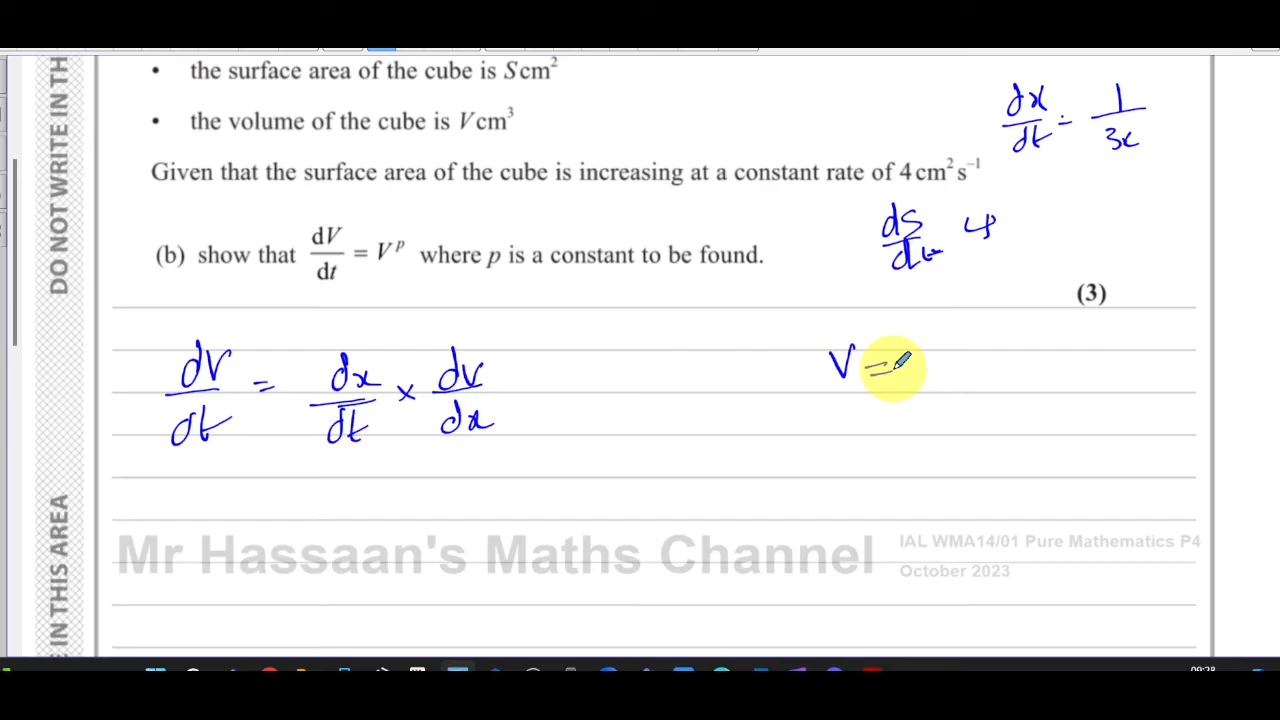 DO NOT WRITE IN TH
• the surface area of the cube is S cm²
• the volume of the cube is V cm³
dx/dt = 1/3x
Given that the surface area of the cube is increasing at a constant rate of 4 cm² s⁻¹
dS/dt 4
(b) show that dV/dt = V^p where p is a constant to be found.
(3)
dV/dt = dx/dt × dV/dx
V =
IN THIS AREA
Mr Hassaan's Maths Channel
IAL WMA14/01 Pure Mathematics P4
October 2023
09:28